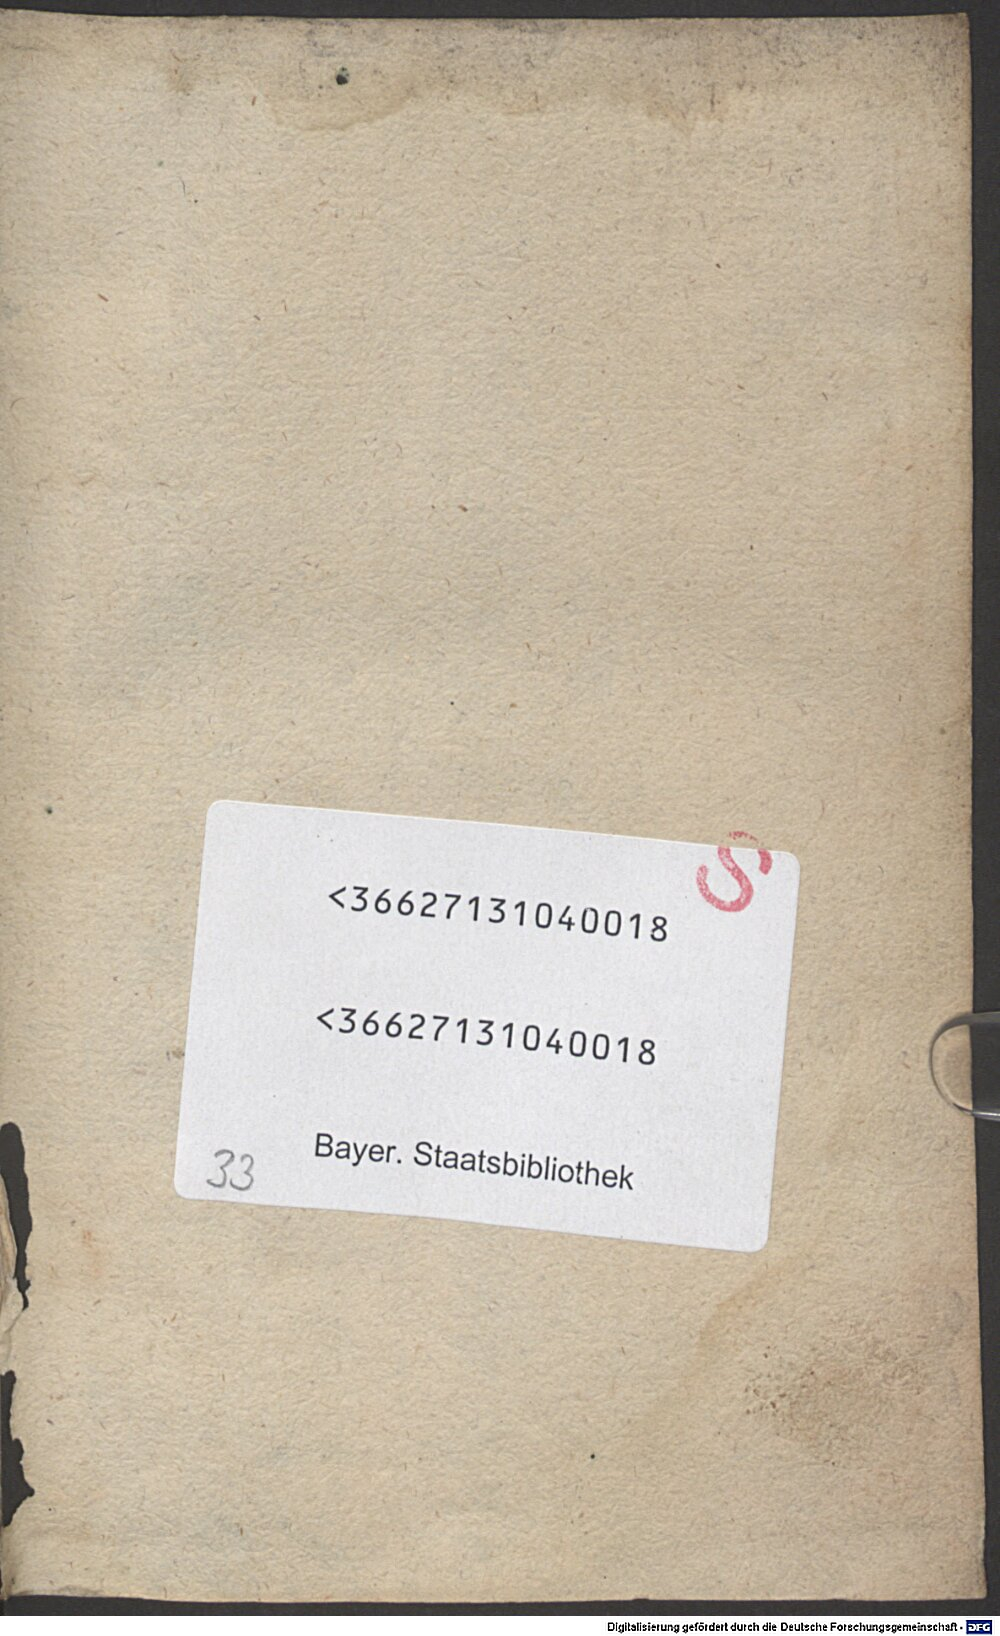 S
<36627131040018
<36627131040018
Bayer. Staatsbibliothek
33
Digitalisierung gefördert durch die Deutsche Forschungsgemeinschaft - DFG